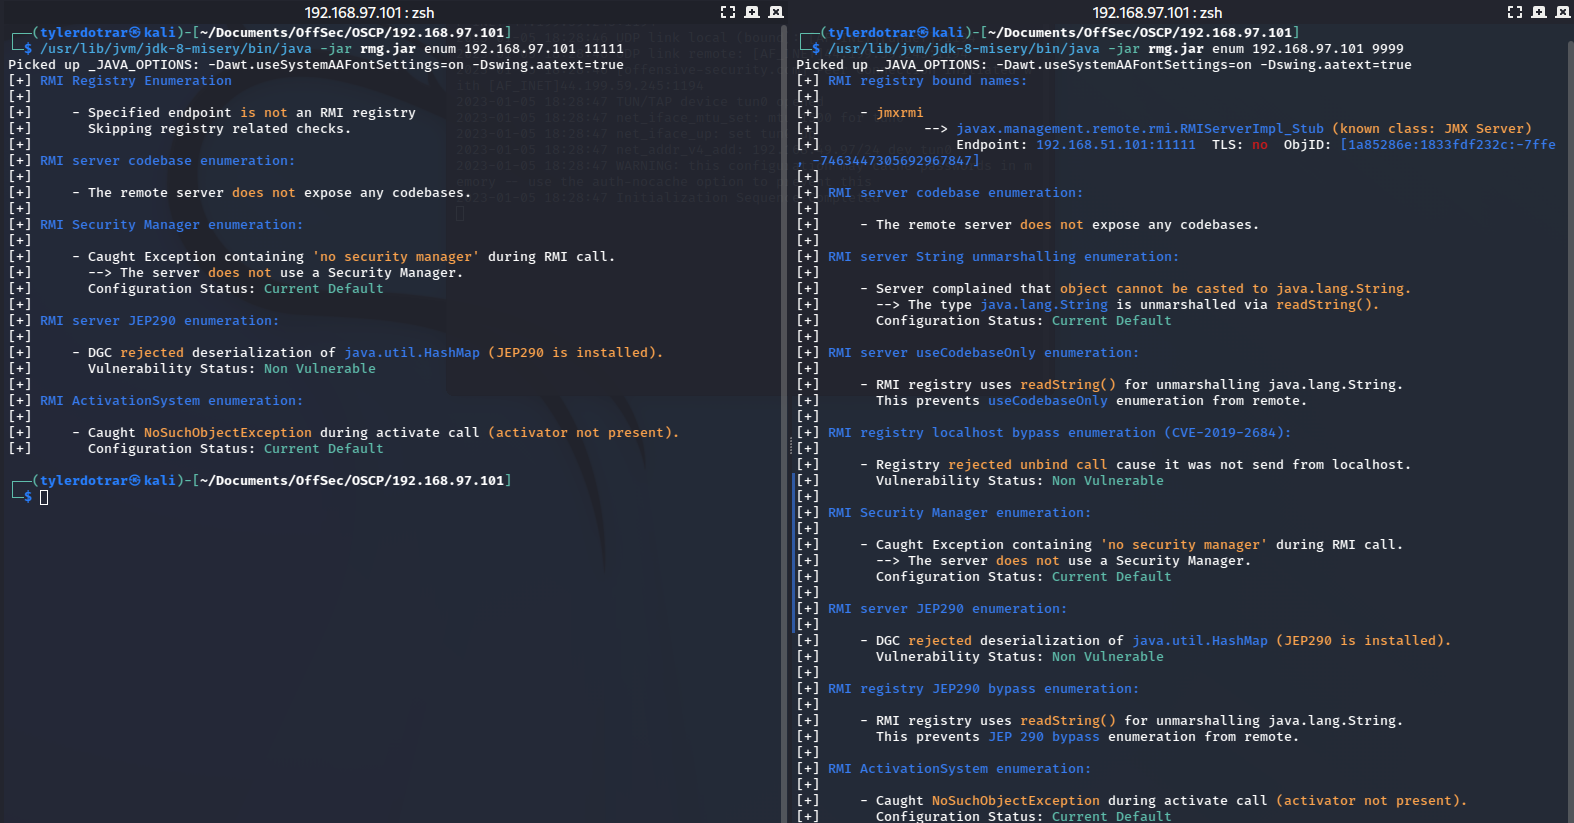 192.168.97.101 : zsh
┌──(tylerdotrar㉿kali)-[~/Documents/OffSec/OSCP/192.168.97.101]
└─$ /usr/lib/jvm/jdk-8-misery/bin/java -jar rmg.jar enum 192.168.97.101 11111
Picked up _JAVA_OPTIONS: -Dawt.useSystemAAFontSettings=on -Dswing.aatext=true
[+] RMI Registry Enumeration
[+]
[+]     - Specified endpoint is not an RMI registry
[+]       Skipping registry related checks.
[+]
[+] RMI server codebase enumeration:
[+]
[+]     - The remote server does not expose any codebases.
[+]
[+] RMI Security Manager enumeration:
[+]
[+]     - Caught Exception containing 'no security manager' during RMI call.
[+]       --> The server does not use a Security Manager.
[+]       Configuration Status: Current Default
[+]
[+] RMI server JEP290 enumeration:
[+]
[+]     - DGC rejected deserialization of java.util.HashMap (JEP290 is installed).
[+]       Vulnerability Status: Non Vulnerable
[+]
[+] RMI ActivationSystem enumeration:
[+]
[+]     - Caught NoSuchObjectException during activate call (activator not present).
[+]       Configuration Status: Current Default
┌──(tylerdotrar㉿kali)-[~/Documents/OffSec/OSCP/192.168.97.101]
└─$
192.168.97.101 : zsh
┌──(tylerdotrar㉿kali)-[~/Documents/OffSec/OSCP/192.168.97.101]
└─$ /usr/lib/jvm/jdk-8-misery/bin/java -jar rmg.jar enum 192.168.97.101 9999
Picked up _JAVA_OPTIONS: -Dawt.useSystemAAFontSettings=on -Dswing.aatext=true
[+] RMI registry bound names:
[+]
[+]     - jmxrmi
[+]             --> javax.management.remote.rmi.RMIServerImpl_Stub (known class: JMX Server)
[+]                 Endpoint: 192.168.51.101:11111  TLS: no  ObjID: [1a85286e:1833fdf232c:-7ffe
, -7463447305692967847]
[+]
[+] RMI server codebase enumeration:
[+]
[+]     - The remote server does not expose any codebases.
[+]
[+] RMI server String unmarshalling enumeration:
[+]
[+]     - Server complained that object cannot be casted to java.lang.String.
[+]       --> The type java.lang.String is unmarshalled via readString().
[+]       Configuration Status: Current Default
[+]
[+] RMI server useCodebaseOnly enumeration:
[+]
[+]     - RMI registry uses readString() for unmarshalling java.lang.String.
[+]       This prevents useCodebaseOnly enumeration from remote.
[+]
[+] RMI registry localhost bypass enumeration (CVE-2019-2684):
[+]
[+]     - Registry rejected unbind call cause it was not send from localhost.
[+]       Vulnerability Status: Non Vulnerable
[+]
[+] RMI Security Manager enumeration:
[+]
[+]     - Caught Exception containing 'no security manager' during RMI call.
[+]       --> The server does not use a Security Manager.
[+]       Configuration Status: Current Default
[+]
[+] RMI server JEP290 enumeration:
[+]
[+]     - DGC rejected deserialization of java.util.HashMap (JEP290 is installed).
[+]       Vulnerability Status: Non Vulnerable
[+]
[+] RMI registry JEP290 bypass enumeration:
[+]
[+]     - RMI registry uses readString() for unmarshalling java.lang.String.
[+]       This prevents JEP 290 bypass enumeration from remote.
[+]
[+] RMI ActivationSystem enumeration:
[+]
[+]     - Caught NoSuchObjectException during activate call (activator not present).
[+]       Configuration Status: Current Default